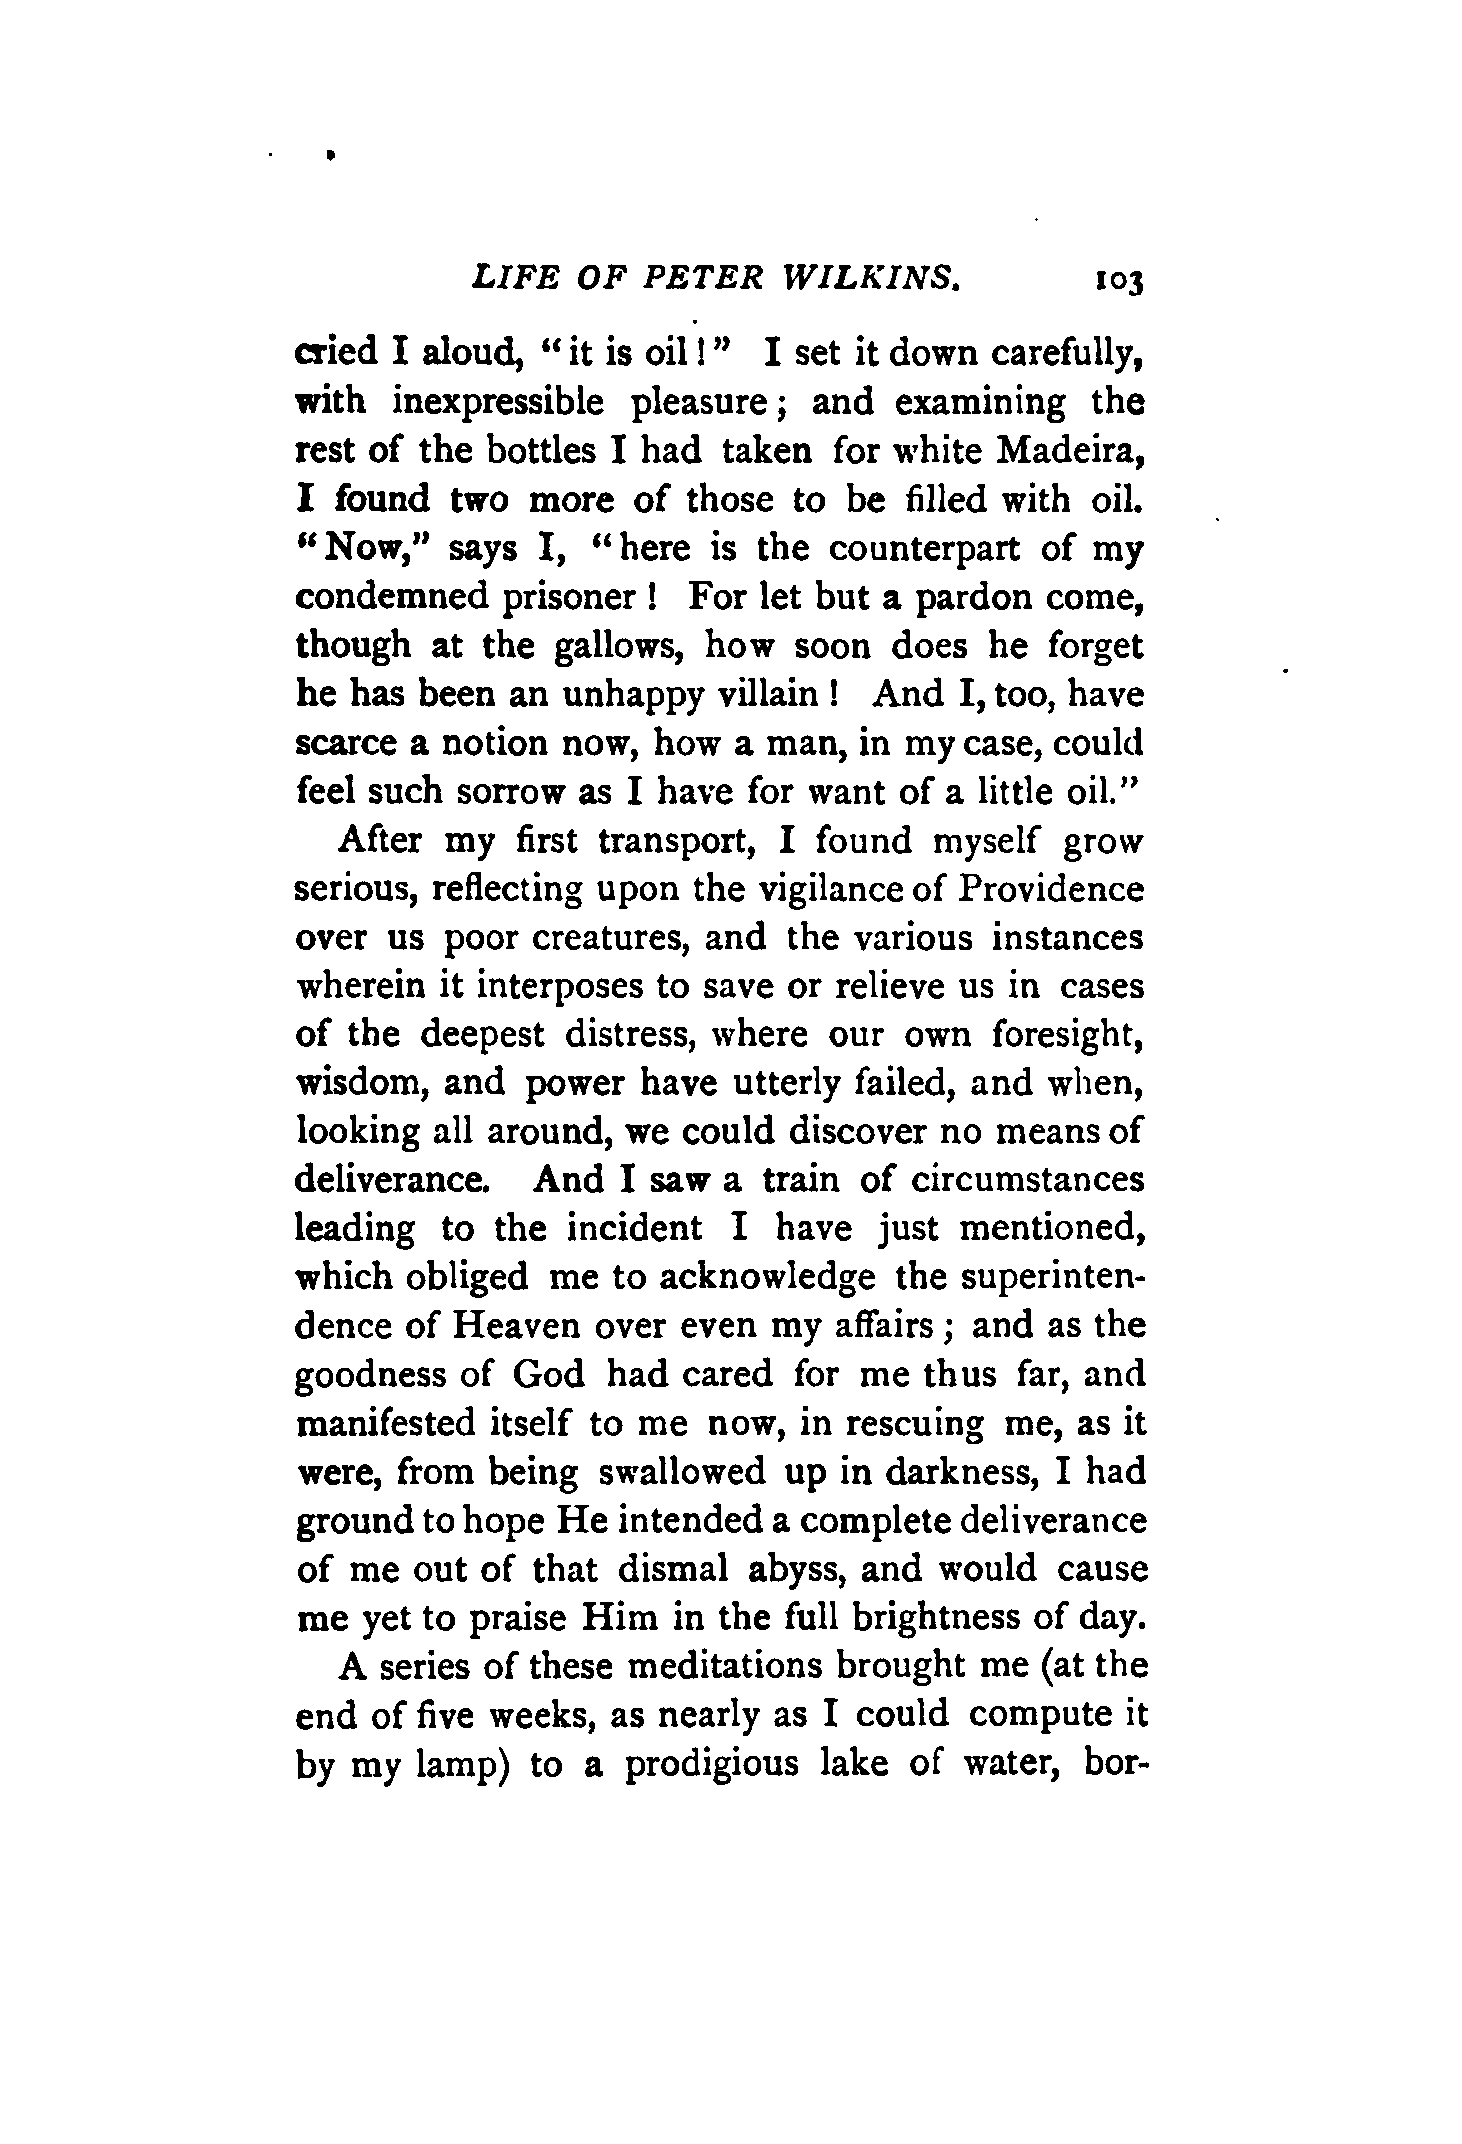 LIFE OF PETER WILKINS. 103
cried I aloud, "it is oil!" I set it down carefully,
with inexpressible pleasure; and examining the
rest of the bottles I had taken for white Madeira,
I found two more of those to be filled with oil.
"Now," says I, "here is the counterpart of my
condemned prisoner! For let but a pardon come,
though at the gallows, how soon does he forget
he has been an unhappy villain! And I, too, have
scarce a notion now, how a man, in my case, could
feel such sorrow as I have for want of a little oil."
After my first transport, I found myself grow
serious, reflecting upon the vigilance of Providence
over us poor creatures, and the various instances
wherein it interposes to save or relieve us in cases
of the deepest distress, where our own foresight,
wisdom, and power have utterly failed, and when,
looking all around, we could discover no means of
deliverance. And I saw a train of circumstances
leading to the incident I have just mentioned,
which obliged me to acknowledge the superinten-
dence of Heaven over even my affairs; and as the
goodness of God had cared for me thus far, and
manifested itself to me now, in rescuing me, as it
were, from being swallowed up in darkness, I had
ground to hope He intended a complete deliverance
of me out of that dismal abyss, and would cause
me yet to praise Him in the full brightness of day.
A series of these meditations brought me (at the
end of five weeks, as nearly as I could compute it
by my lamp) to a prodigious lake of water, bor-